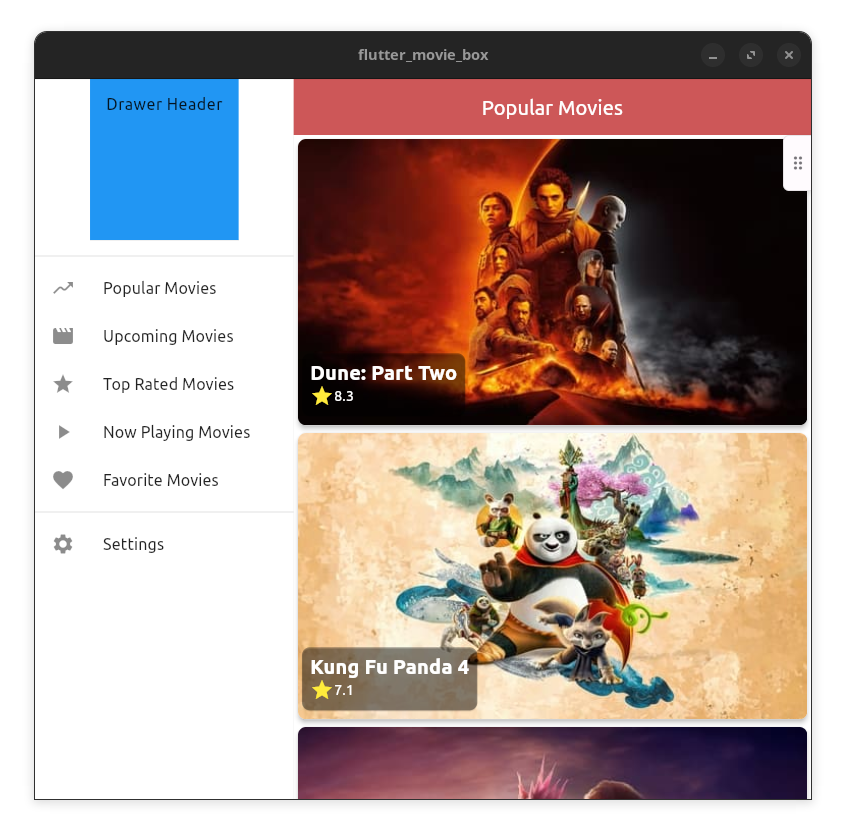 flutter_movie_box
Drawer Header
Popular Movies
Upcoming Movies
Top Rated Movies
Now Playing Movies
Favorite Movies
Settings
Popular Movies
Dune: Part Two
8.3
Kung Fu Panda 4
7.1